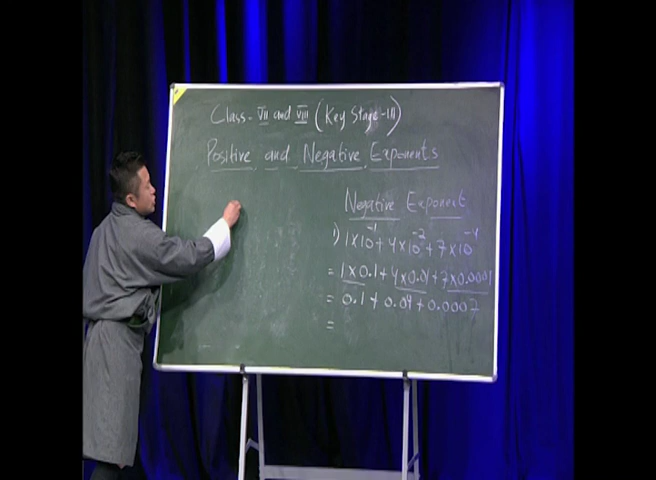 Class - VII and VIII (Key Stage-III)
Positive and Negative Exponents
Negative Exponent
1) 1×10⁻¹ + 4×10⁻² + 7×10⁻⁴
= 1×0.1 + 4×0.01 + 7×0.0001
= 0.1 + 0.04 + 0.0007
=